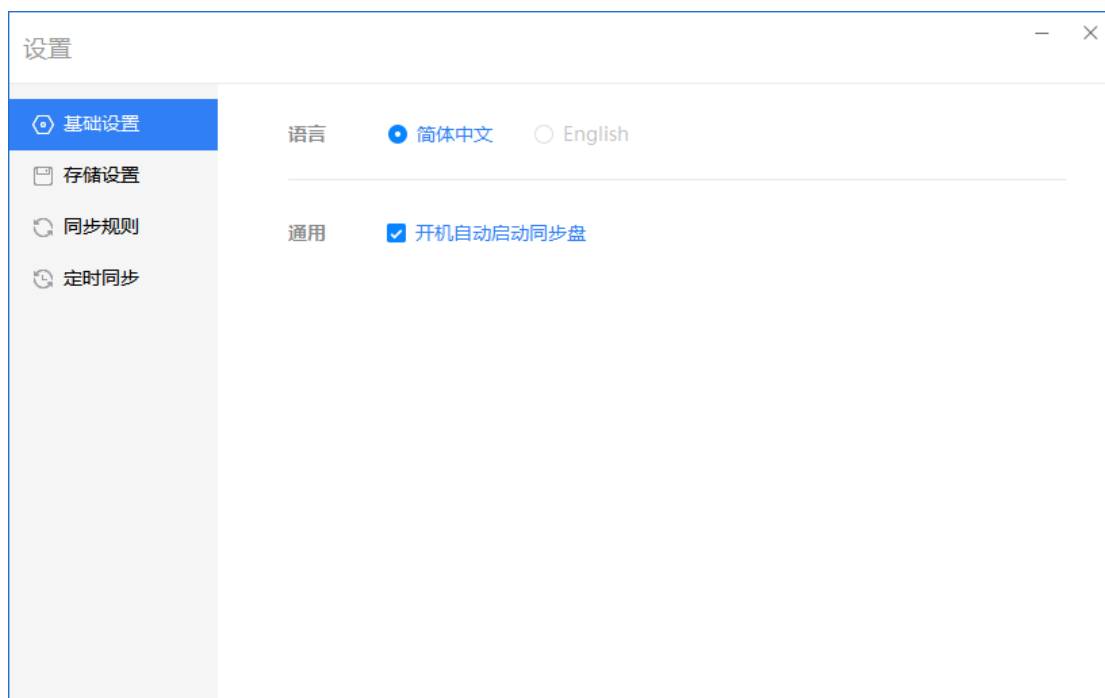 设置
基础设置
存储设置
同步规则
定时同步
语言 简体中文 English
通用 开机自动启动同步盘